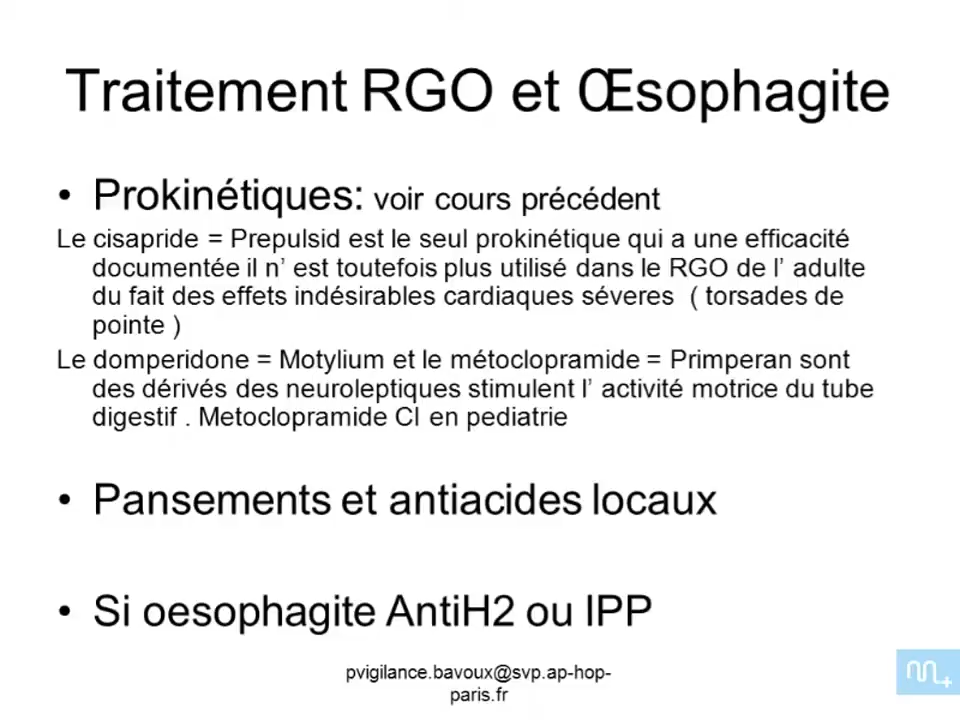 Traitement RGO et Œsophagite
• Prokinétiques: voir cours précédent
Le cisapride = Prepulsid est le seul prokinétique qui a une efficacité
documentée il n’ est toutefois plus utilisé dans le RGO de l’ adulte
du fait des effets indésirables cardiaques séveres ( torsades de
pointe )
Le domperidone = Motylium et le métoclopramide = Primperan sont
des dérivés des neuroleptiques stimulent l’ activité motrice du tube
digestif . Metoclopramide CI en pediatrie
• Pansements et antiacides locaux
• Si oesophagite AntiH2 ou IPP
pvigilance.bavoux@svp.ap-hop-
paris.fr